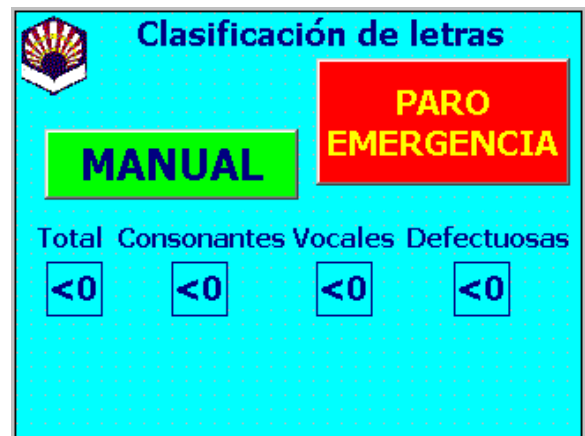 Clasificación de letras
PARO
EMERGENCIA
MANUAL
Total Consonantes Vocales Defectuosas
<0 <0 <0 <0